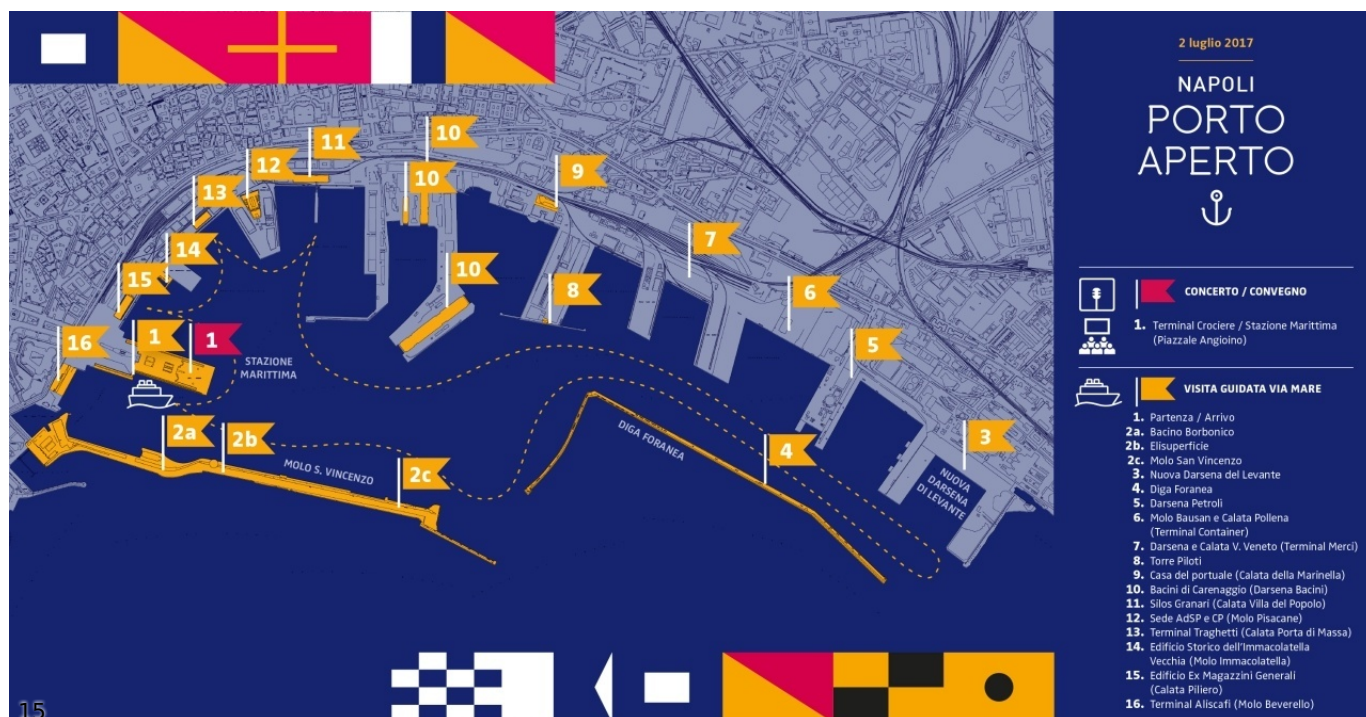 2 luglio 2017
NAPOLI
PORTO
APERTO
CONCERTO / CONVEGNO
1. Terminal Crociere / Stazione Marittima
(Piazzale Angioino)
VISITA GUIDATA VIA MARE
1. Partenza / Arrivo
2a. Bacino Borbonico
2b. Elisuperficie
2c. Molo San Vincenzo
3. Nuova Darsena del Levante
4. Diga Foranea
5. Darsena Petroli
6. Molo Bausan e Calata Pollena
(Terminal Container)
7. Darsena e Calata V. Veneto (Terminal Merci)
8. Torre Piloti
9. Casa del portuale (Calata della Marinella)
10. Bacini di Carenaggio (Darsena Bacini)
11. Silos Granari (Calata Villa del Popolo)
12. Sede AdSP e CP (Molo Pisacane)
13. Terminal Traghetti (Calata Porta di Massa)
14. Edificio Storico dell'Immacolatella
Vecchia (Molo Immacolatella)
15. Edificio Ex Magazzini Generali
(Calata Piliero)
16. Terminal Aliscafi (Molo Beverello)
10
11
12
10
9
13
7
14
10
15
8
6
16
1
1
5
STAZIONE
MARITTIMA
2a
2b
3
DIGA FORANEA
4
MOLO S. VINCENZO
2c
NUOVA
DARSENA
DI LEVANTE
15